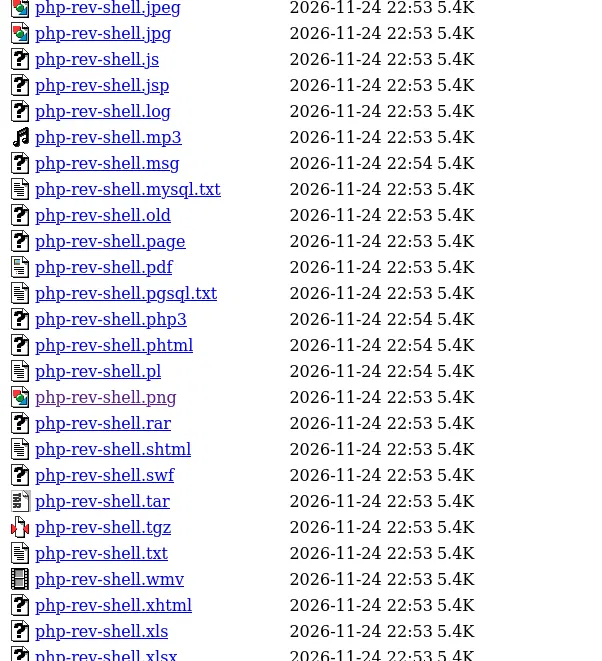 php-rev-shell.jpeg 2026-11-24 22:53 5.4K
php-rev-shell.jpg 2026-11-24 22:53 5.4K
php-rev-shell.js 2026-11-24 22:53 5.4K
php-rev-shell.jsp 2026-11-24 22:53 5.4K
php-rev-shell.log 2026-11-24 22:53 5.4K
php-rev-shell.mp3 2026-11-24 22:53 5.4K
php-rev-shell.msg 2026-11-24 22:54 5.4K
php-rev-shell.mysql.txt 2026-11-24 22:53 5.4K
php-rev-shell.old 2026-11-24 22:53 5.4K
php-rev-shell.page 2026-11-24 22:53 5.4K
php-rev-shell.pdf 2026-11-24 22:53 5.4K
php-rev-shell.pgsql.txt 2026-11-24 22:53 5.4K
php-rev-shell.php3 2026-11-24 22:54 5.4K
php-rev-shell.phtml 2026-11-24 22:54 5.4K
php-rev-shell.pl 2026-11-24 22:54 5.4K
php-rev-shell.png 2026-11-24 22:53 5.4K
php-rev-shell.rar 2026-11-24 22:53 5.4K
php-rev-shell.shtml 2026-11-24 22:53 5.4K
php-rev-shell.swf 2026-11-24 22:53 5.4K
php-rev-shell.tar 2026-11-24 22:53 5.4K
php-rev-shell.tgz 2026-11-24 22:53 5.4K
php-rev-shell.txt 2026-11-24 22:53 5.4K
php-rev-shell.wmv 2026-11-24 22:53 5.4K
php-rev-shell.xhtml 2026-11-24 22:53 5.4K
php-rev-shell.xls 2026-11-24 22:53 5.4K
php-rev-shell.xlsx 2026-11-24 22:53 5.4K